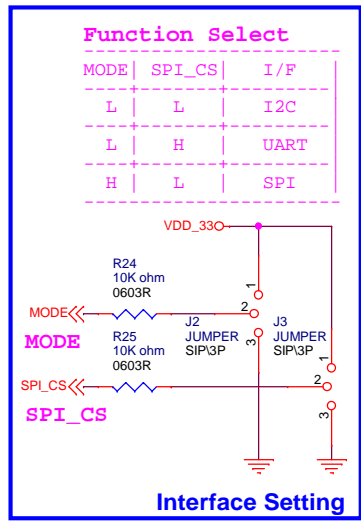 Function Select
MODE| SPI_CS| I/F
L | L | I2C
L | H | UART
H | L | SPI
VDD_33
R24
10K ohm
0603R
MODE
MODE
J2
JUMPER
SIP\3P
1
2
3
J3
JUMPER
SIP\3P
1
2
3
R25
10K ohm
0603R
SPI_CS
SPI_CS
Interface Setting